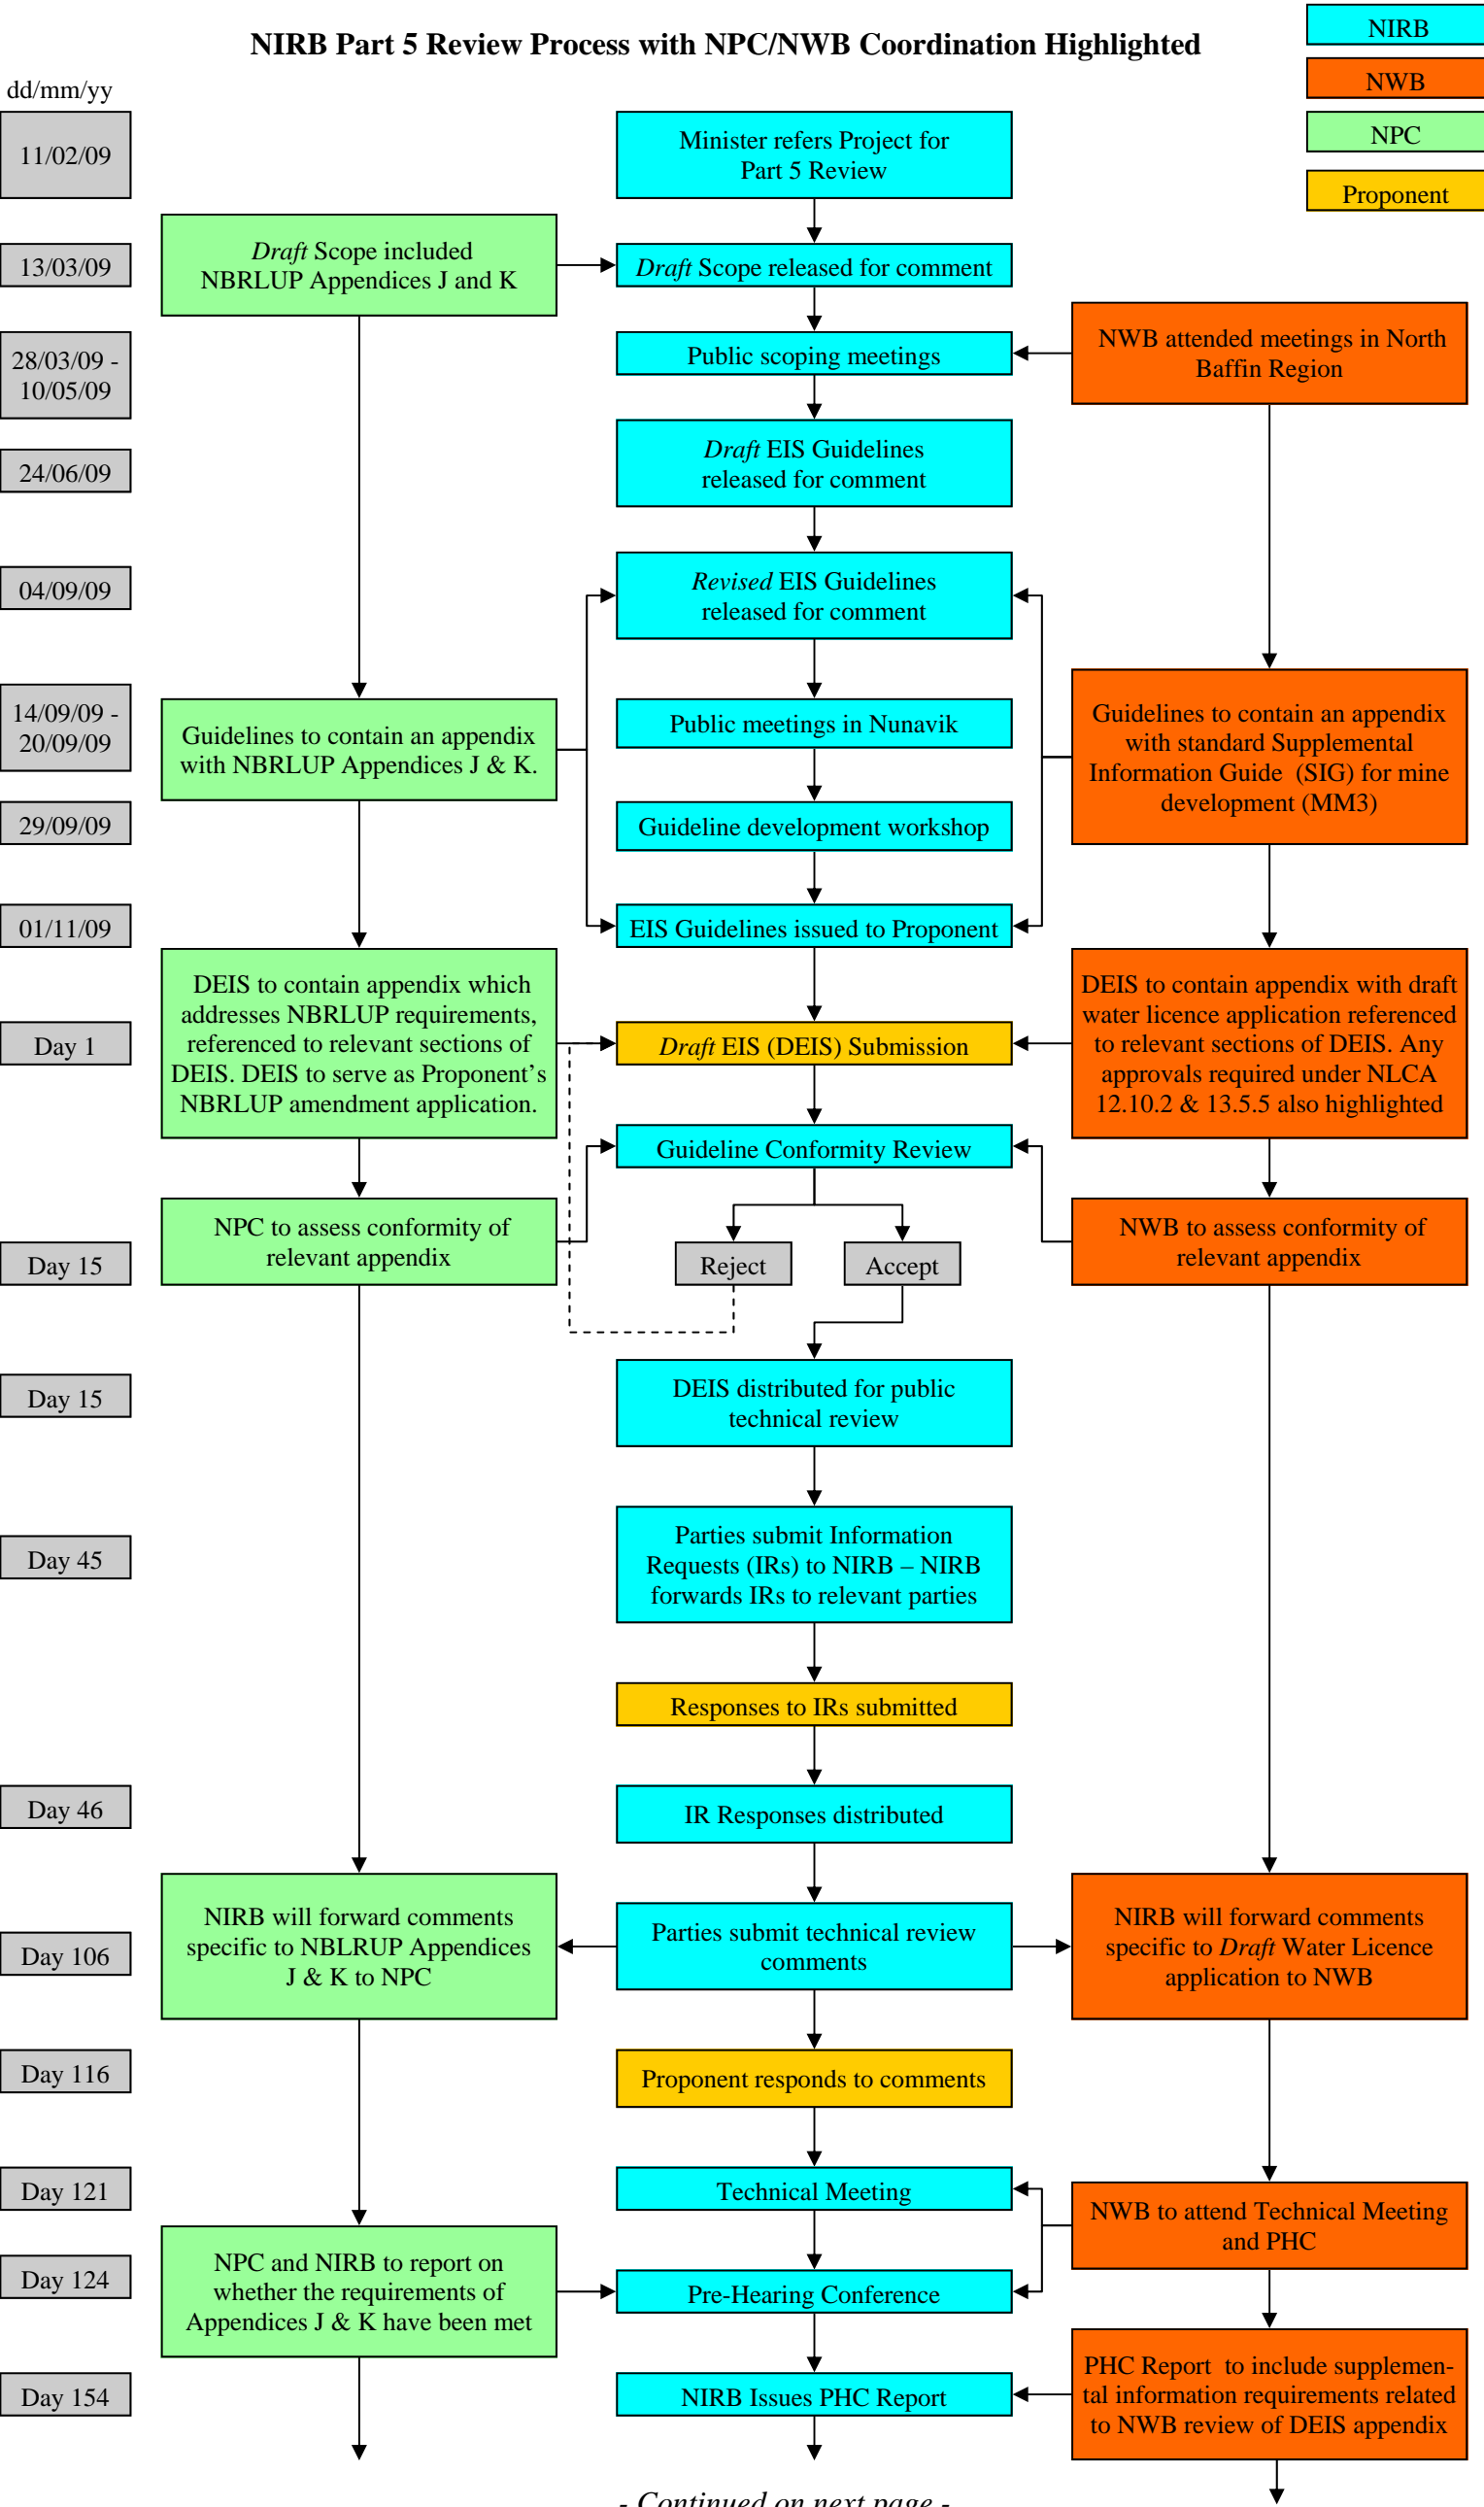 NIRB Part 5 Review Process with NPC/NWB Coordination Highlighted
NIRB
NWB
NPC
Proponent
dd/mm/yy
11/02/09
Minister refers Project for
Part 5 Review
13/03/09
Draft Scope included
NBRLUP Appendices J and K
Draft Scope released for comment
28/03/09 -
10/05/09
Public scoping meetings
NWB attended meetings in North
Baffin Region
24/06/09
Draft EIS Guidelines
released for comment
04/09/09
Revised EIS Guidelines
released for comment
14/09/09 -
20/09/09
Guidelines to contain an appendix
with NBRLUP Appendices J & K.
Public meetings in Nunavik
Guidelines to contain an appendix
with standard Supplemental
Information Guide (SIG) for mine
development (MM3)
29/09/09
Guideline development workshop
01/11/09
EIS Guidelines issued to Proponent
Day 1
DEIS to contain appendix which
addresses NBRLUP requirements,
referenced to relevant sections of
DEIS. DEIS to serve as Proponent's
NBRLUP amendment application.
Draft EIS (DEIS) Submission
DEIS to contain appendix with draft
water licence application referenced
to relevant sections of DEIS. Any
approvals required under NLCA
12.10.2 & 13.5.5 also highlighted
Guideline Conformity Review
Day 15
NPC to assess conformity of
relevant appendix
Reject
Accept
NWB to assess conformity of
relevant appendix
Day 15
DEIS distributed for public
technical review
Day 45
Parties submit Information
Requests (IRs) to NIRB – NIRB
forwards IRs to relevant parties
Responses to IRs submitted
Day 46
IR Responses distributed
Day 106
NIRB will forward comments
specific to NBLRUP Appendices
J & K to NPC
Parties submit technical review
comments
NIRB will forward comments
specific to Draft Water Licence
application to NWB
Day 116
Proponent responds to comments
Day 121
Technical Meeting
NWB to attend Technical Meeting
and PHC
Day 124
NPC and NIRB to report on
whether the requirements of
Appendices J & K have been met
Pre-Hearing Conference
Day 154
NIRB Issues PHC Report
PHC Report to include supplemen-
tal information requirements related
to NWB review of DEIS appendix
- Continued on next page -